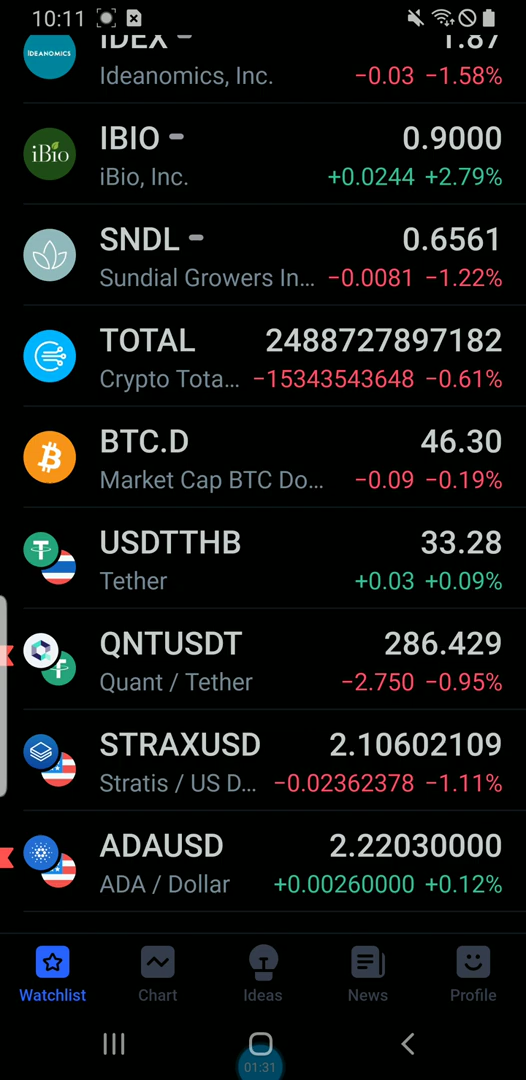 10:11
IDEX
1.87
IDEANOMICS
Ideanomics, Inc.
−0.03 −1.58%
IBIO
0.9000
iBio
iBio, Inc.
+0.0244 +2.79%
SNDL
0.6561
Sundial Growers In...
−0.0081 −1.22%
TOTAL
2488727897182
Crypto Tota...
−15343543648 −0.61%
BTC.D
46.30
Market Cap BTC Do...
−0.09 −0.19%
USDTTHB
33.28
Tether
+0.03 +0.09%
QNTUSDT
286.429
Quant / Tether
−2.750 −0.95%
STRAXUSD
2.10602109
Stratis / US D...
−0.02362378 −1.11%
ADAUSD
2.22030000
ADA / Dollar
+0.00260000 +0.12%
Watchlist
Chart
Ideas
News
Profile
01:31